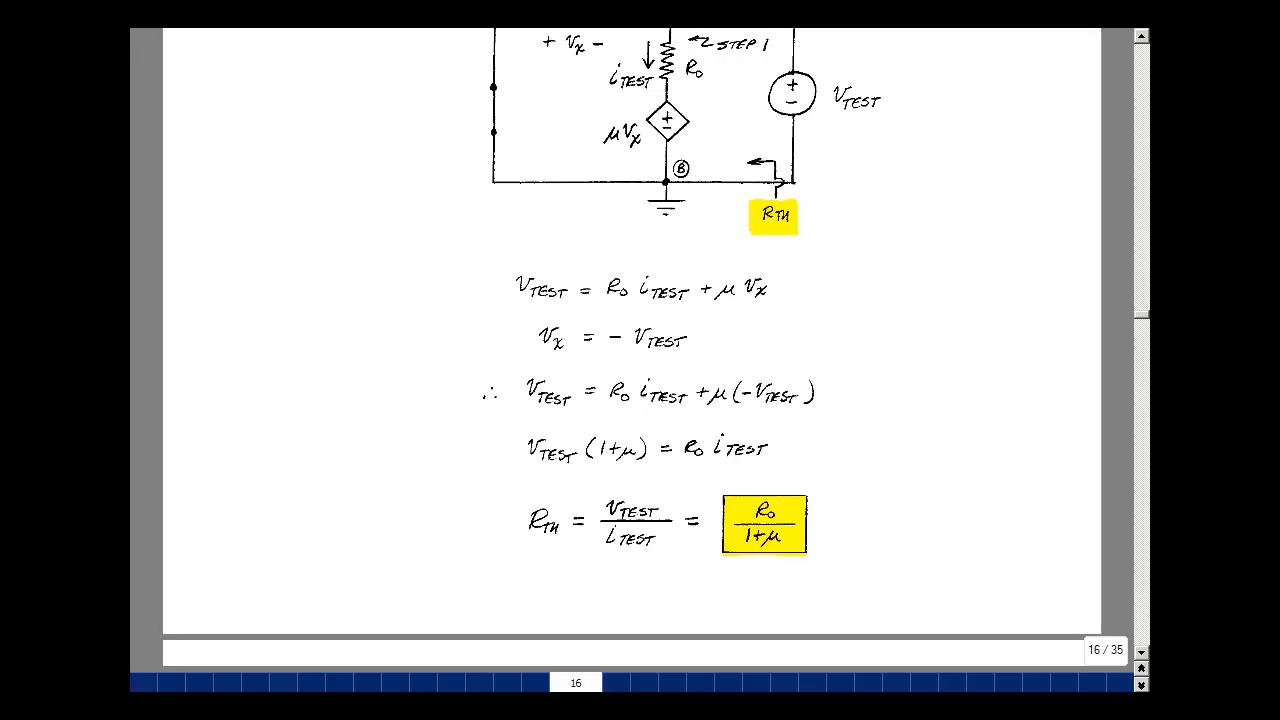 + Vx - STEP 1
iTEST R0
+
-
VTEST
μVx
+
-
B
RTH
VTEST = R0 iTEST + μ Vx
Vx = - VTEST
∴ VTEST = R0 iTEST + μ(-VTEST)
VTEST (1+μ) = R0 iTEST
RTH = VTEST / iTEST = R0 / 1+μ
16 / 35
16